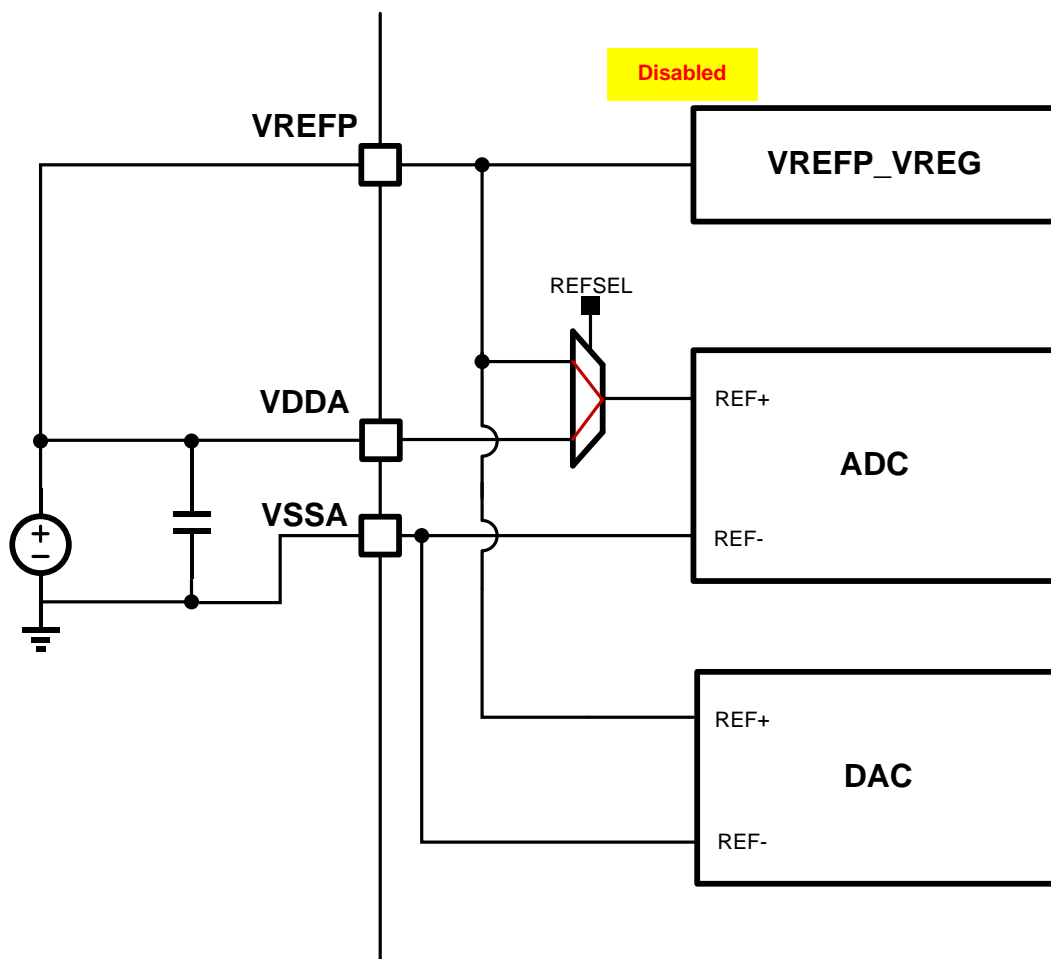 Disabled
VREFP
VREFP_VREG
REFSEL
VDDA
REF+
ADC
VSSA
REF-
+
−
REF+
DAC
REF-